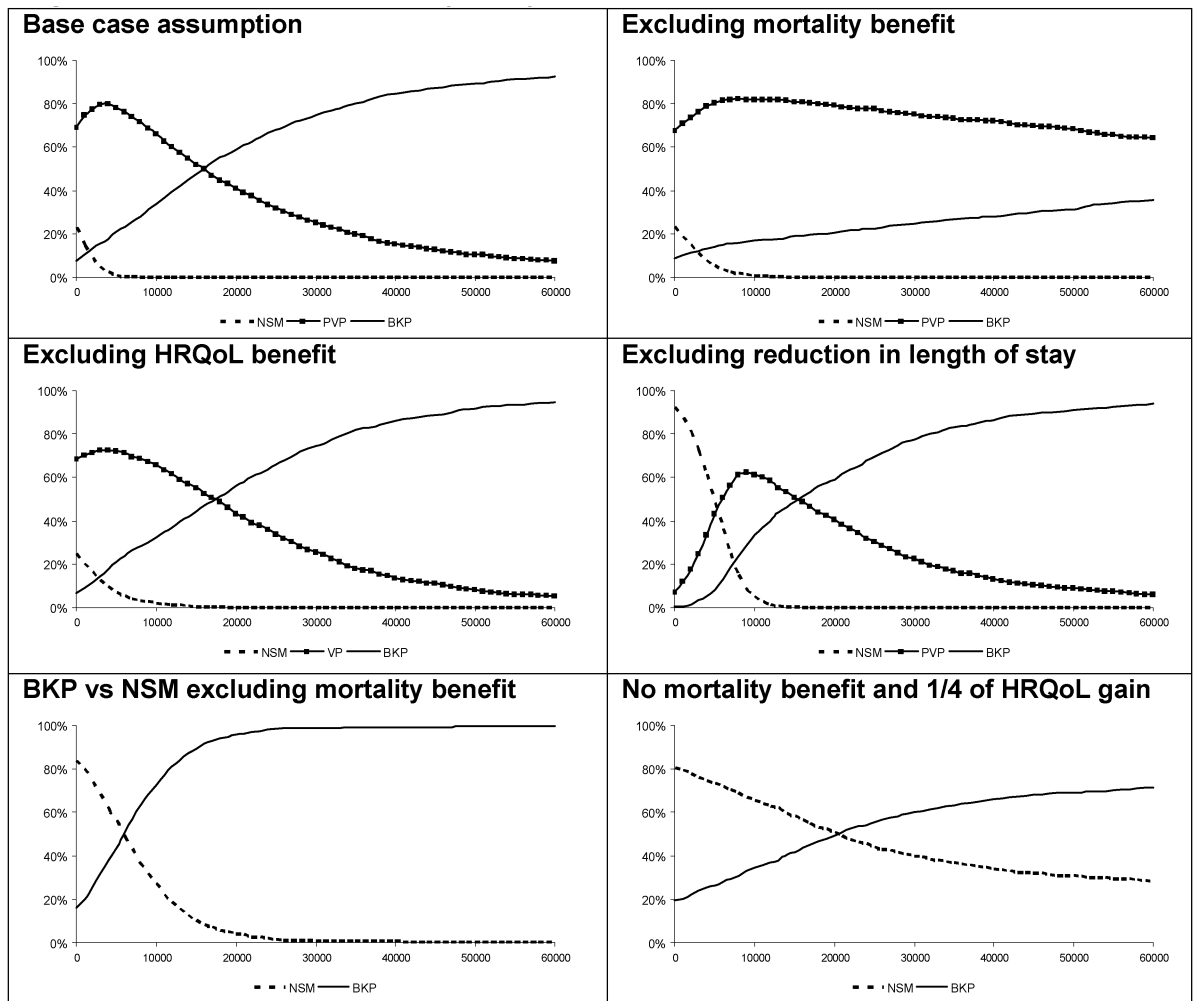 Base case assumption
100%
80%
60%
40%
20%
0%
0 10000 20000 30000 40000 50000 60000
NSM PVP BKP
Excluding mortality benefit
100%
80%
60%
40%
20%
0%
0 10000 20000 30000 40000 50000 60000
NSM PVP BKP
Excluding HRQoL benefit
100%
80%
60%
40%
20%
0%
0 10000 20000 30000 40000 50000 60000
NSM VP BKP
Excluding reduction in length of stay
100%
80%
60%
40%
20%
0%
0 10000 20000 30000 40000 50000 60000
NSM PVP BKP
BKP vs NSM excluding mortality benefit
100%
80%
60%
40%
20%
0%
0 10000 20000 30000 40000 50000 60000
NSM BKP
No mortality benefit and 1/4 of HRQoL gain
100%
80%
60%
40%
20%
0%
0 10000 20000 30000 40000 50000 60000
NSM BKP